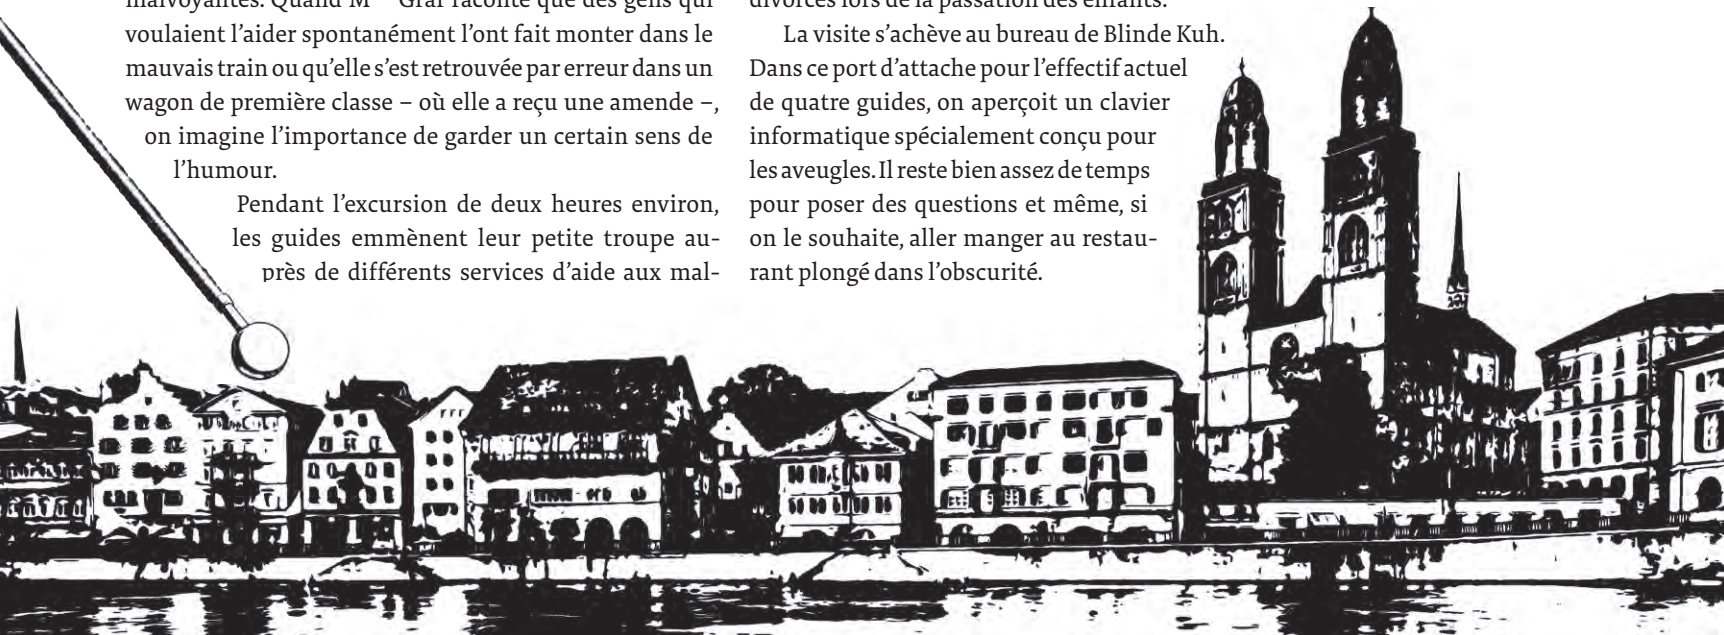 malvoyantes. Quand M Graf raconte que des gens qui
voulaient l’aider spontanément l’ont fait monter dans le
mauvais train ou qu’elle s’est retrouvée par erreur dans un
wagon de première classe – où elle a reçu une amende –,
on imagine l’importance de garder un certain sens de
l’humour.
Pendant l’excursion de deux heures environ,
les guides emmènent leur petite troupe au-
près de différents services d’aide aux mal-
divorcés lors de la passation des enfants.
La visite s’achève au bureau de Blinde Kuh.
Dans ce port d’attache pour l’effectif actuel
de quatre guides, on aperçoit un clavier
informatique spécialement conçu pour
les aveugles. Il reste bien assez de temps
pour poser des questions et même, si
on le souhaite, aller manger au restau-
rant plongé dans l’obscurité.